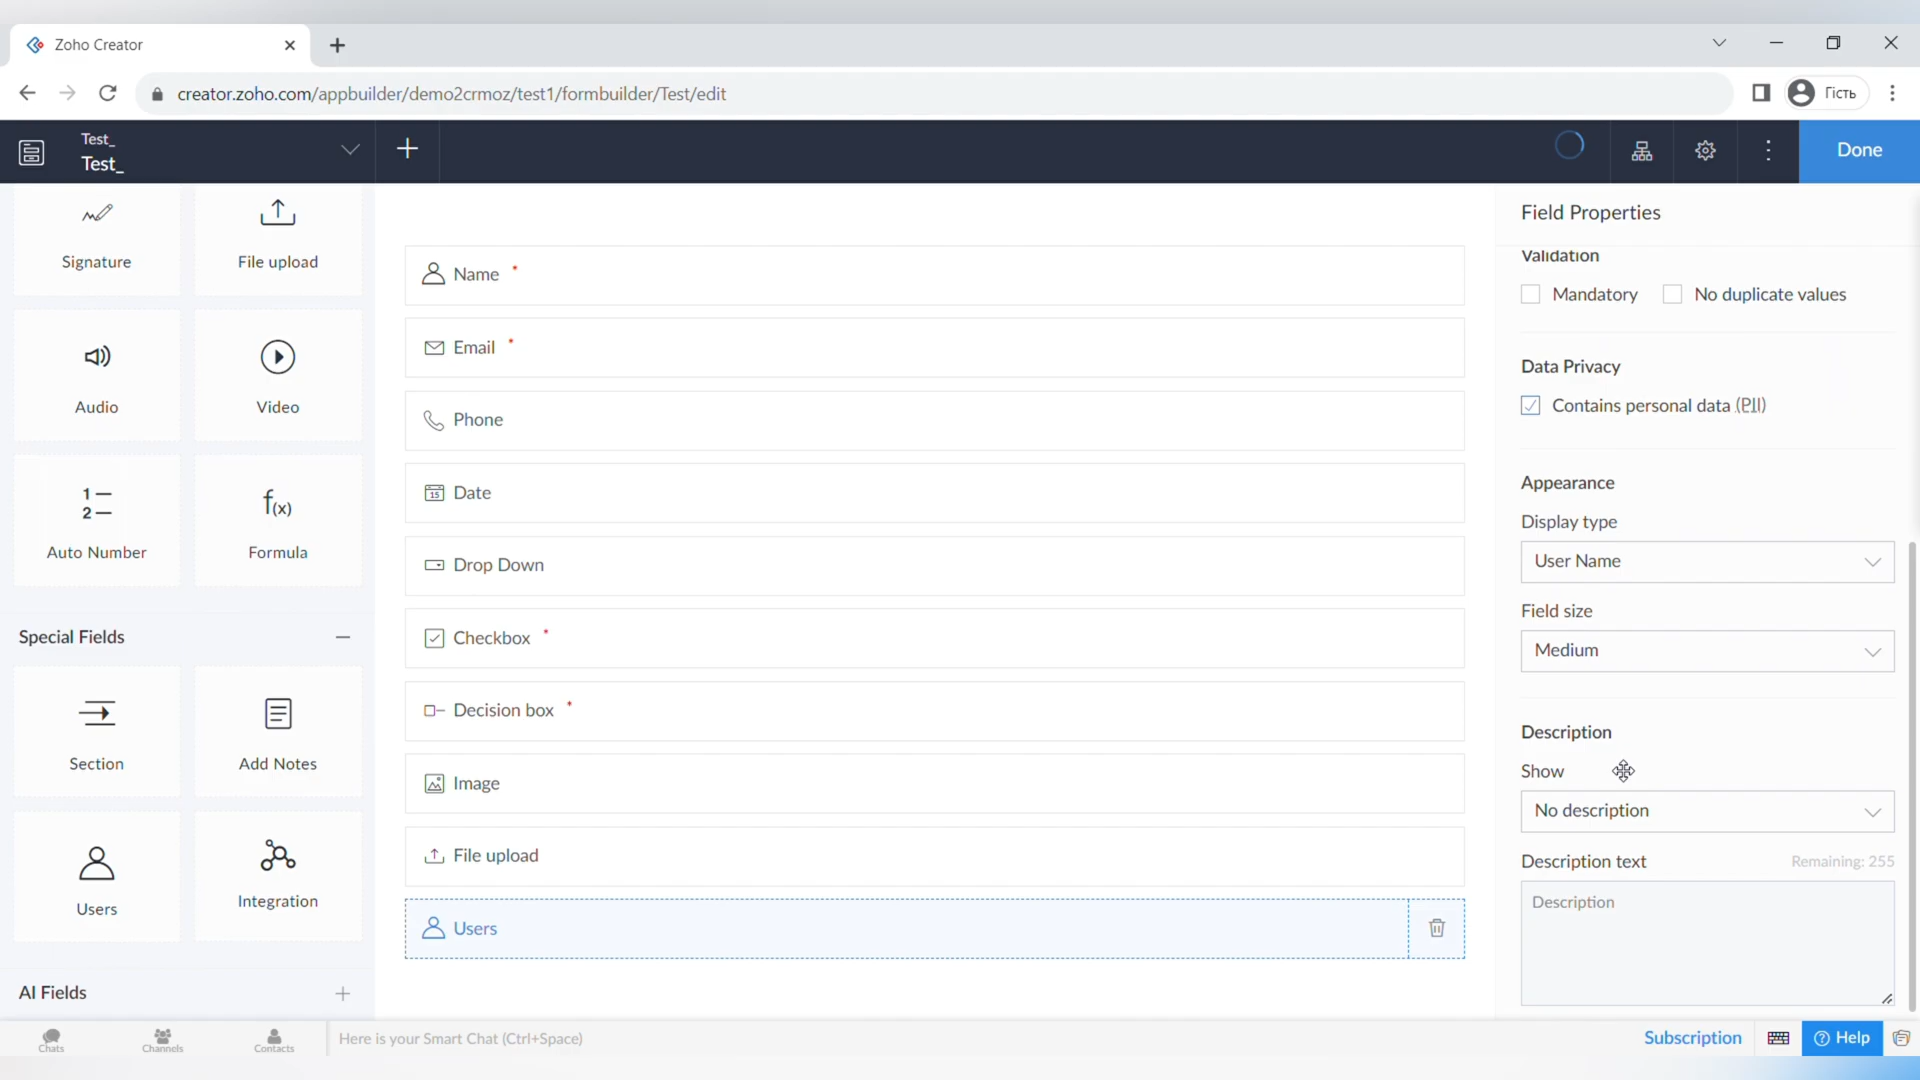 Zoho Creator
creator.zoho.com/appbuilder/demo2crmoz/test1/formbuilder/Test/edit
Гість
Test_
Test_
Done
Signature
File upload
Audio
Video
1
2
Auto Number
f(x)
Formula
Special Fields
Section
Add Notes
Users
Integration
AI Fields
Name *
Email *
Phone
15 Date
Drop Down
Checkbox *
Decision box *
Image
File upload
Users
Field Properties
Validation
Mandatory
No duplicate values
Data Privacy
Contains personal data (PII)
Appearance
Display type
User Name
Field size
Medium
Description
Show
No description
Description text
Remaining: 255
Description
Chats
Channels
Contacts
Here is your Smart Chat (Ctrl+Space)
Subscription
? Help